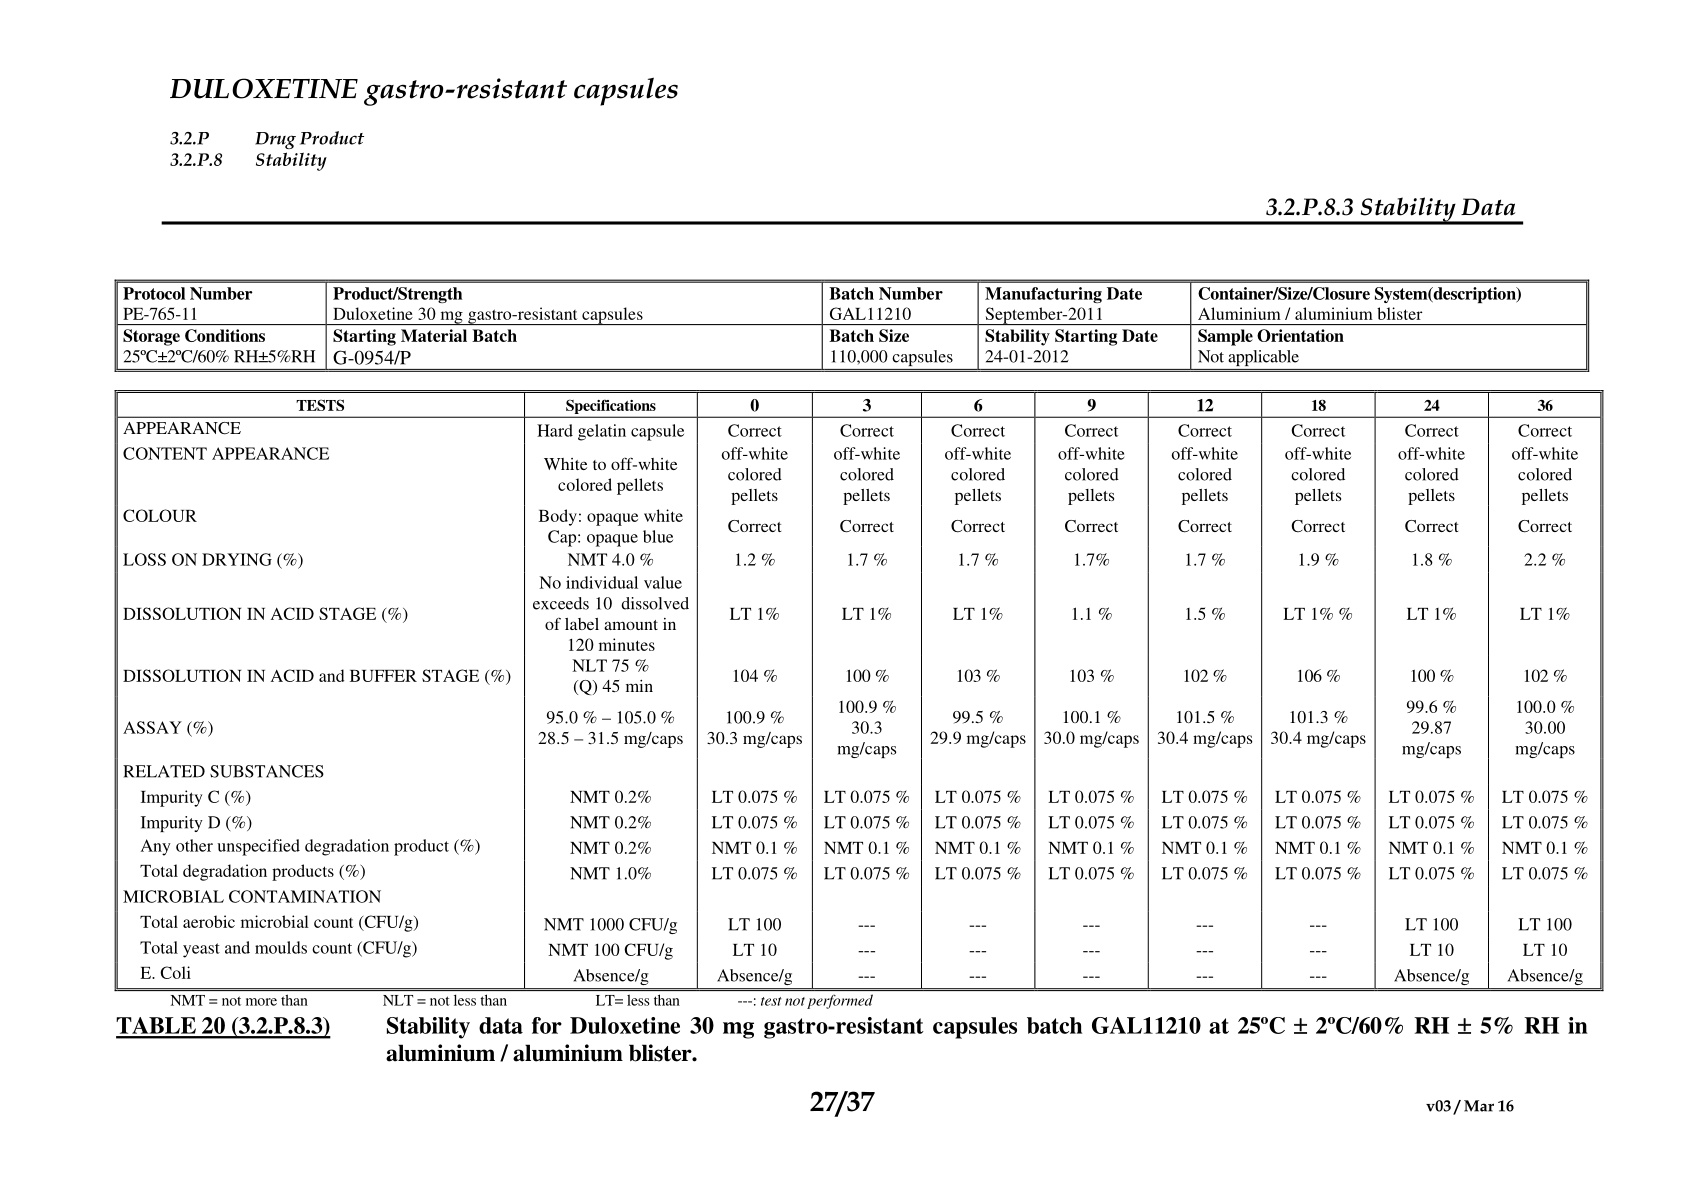 DULOXETINE gastro-resistant capsules
3.2.P Drug Product
3.2.P.8 Stability
3.2.P.8.3 Stability Data
Protocol Number Product/Strength Batch Number Manufacturing Date Container/Size/Closure System(description)
PE-765-11 Duloxetine 30 mg gastro-resistant capsules GAL11210 September-2011 Aluminium / aluminium blister
Storage Conditions Starting Material Batch Batch Size Stability Starting Date Sample Orientation
25ºC±2ºC/60% RH±5%RH G-0954/P 110,000 capsules 24-01-2012 Not applicable
TESTS Specifications 0 3 6 9 12 18 24 36
APPEARANCE Hard gelatin capsule Correct Correct Correct Correct Correct Correct Correct Correct
CONTENT APPEARANCE off-white off-white off-white off-white off-white off-white off-white off-white
White to off-white colored colored colored colored colored colored colored colored
colored pellets pellets pellets pellets pellets pellets pellets pellets pellets
COLOUR Body: opaque white
Correct Correct Correct Correct Correct Correct Correct Correct
Cap: opaque blue
LOSS ON DRYING (%) NMT 4.0 % 1.2 % 1.7 % 1.7 % 1.7% 1.7 % 1.9 % 1.8 % 2.2 %
No individual value
exceeds 10 dissolved
DISSOLUTION IN ACID STAGE (%) LT 1% LT 1% LT 1% 1.1 % 1.5 % LT 1% % LT 1% LT 1%
of label amount in
120 minutes
NLT 75 %
DISSOLUTION IN ACID and BUFFER STAGE (%) 104 % 100 % 103 % 103 % 102 % 106 % 100 % 102 %
(Q) 45 min
100.9 % 99.6 % 100.0 %
95.0 % – 105.0 % 100.9 % 99.5 % 100.1 % 101.5 % 101.3 %
ASSAY (%) 30.3 29.87 30.00
28.5 – 31.5 mg/caps 30.3 mg/caps 29.9 mg/caps 30.0 mg/caps 30.4 mg/caps 30.4 mg/caps
mg/caps mg/caps mg/caps
RELATED SUBSTANCES
Impurity C (%) NMT 0.2% LT 0.075 % LT 0.075 % LT 0.075 % LT 0.075 % LT 0.075 % LT 0.075 % LT 0.075 % LT 0.075 %
Impurity D (%) NMT 0.2% LT 0.075 % LT 0.075 % LT 0.075 % LT 0.075 % LT 0.075 % LT 0.075 % LT 0.075 % LT 0.075 %
Any other unspecified degradation product (%) NMT 0.2% NMT 0.1 % NMT 0.1 % NMT 0.1 % NMT 0.1 % NMT 0.1 % NMT 0.1 % NMT 0.1 % NMT 0.1 %
Total degradation products (%) NMT 1.0% LT 0.075 % LT 0.075 % LT 0.075 % LT 0.075 % LT 0.075 % LT 0.075 % LT 0.075 % LT 0.075 %
MICROBIAL CONTAMINATION
Total aerobic microbial count (CFU/g) NMT 1000 CFU/g LT 100 --- --- --- --- --- LT 100 LT 100
Total yeast and moulds count (CFU/g) NMT 100 CFU/g LT 10 --- --- --- --- --- LT 10 LT 10
E. Coli Absence/g Absence/g --- --- --- --- --- Absence/g Absence/g
NMT = not more than NLT = not less than LT= less than ---: test not performed
TABLE 20 (3.2.P.8.3) Stability data for Duloxetine 30 mg gastro-resistant capsules batch GAL11210 at 25ºC ± 2ºC/60% RH ± 5% RH in
aluminium / aluminium blister.
27/37
v03 / Mar 16